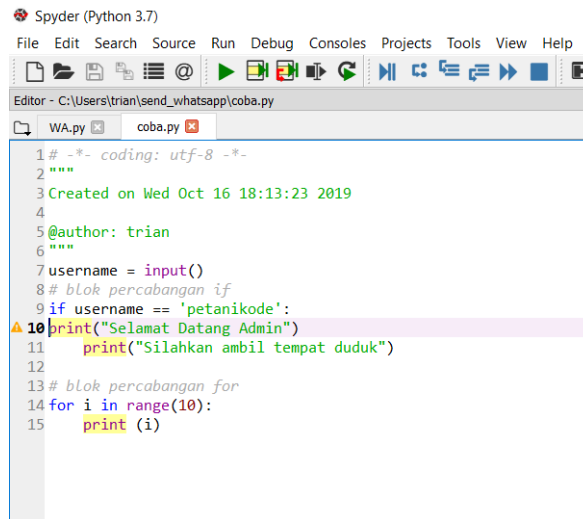 Spyder (Python 3.7)
File Edit Search Source Run Debug Consoles Projects Tools View Help
Editor - C:\Users\trian\send_whatsapp\coba.py
WA.py coba.py
1 # -*- coding: utf-8 -*-
2 """
3 Created on Wed Oct 16 18:13:23 2019
4
5 @author: trian
6 """
7 username = input()
8 # blok percabangan if
9 if username == 'petanikode':
10 print("Selamat Datang Admin")
11     print("Silahkan ambil tempat duduk")
12
13 # blok percabangan for
14 for i in range(10):
15     print (i)